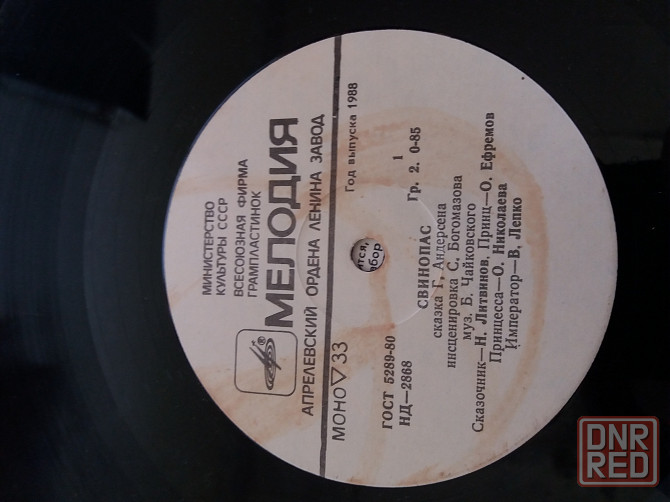 МИНИСТЕРСТВО
КУЛЬТУРЫ СССР
ВСЕСОЮЗНАЯ ФИРМА
ГРАМПЛАСТИНОК
МЕЛОДИЯ
АПРЕЛЕВСКИЙ ОРДЕНА ЛЕНИНА ЗАВОД
МОНО▽33
Год выпуска 1988
ГОСТ 5289-80
НД—2868
1
Гр. 2. 0-85
СВИНОПАС
сказка Г, Андерсена
инсценировка С, Богомазова
муз. Б. Чайковского
Сказочник—Н. Литвинов, Принц—О. Ефремов
Принцесса—О. Николаева
Император—В, Лепко
DNR
RED